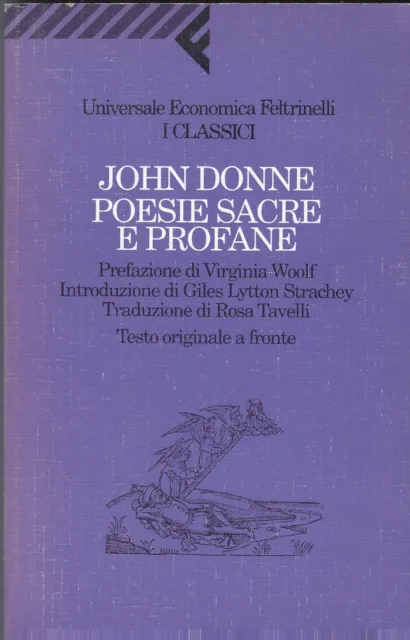 Universale Economica Feltrinelli
I CLASSICI
JOHN DONNE
POESIE SACRE
E PROFANE
Prefazione di Virginia Woolf
Introduzione di Giles Lytton Strachey
Traduzione di Rosa Tavelli
Testo originale a fronte